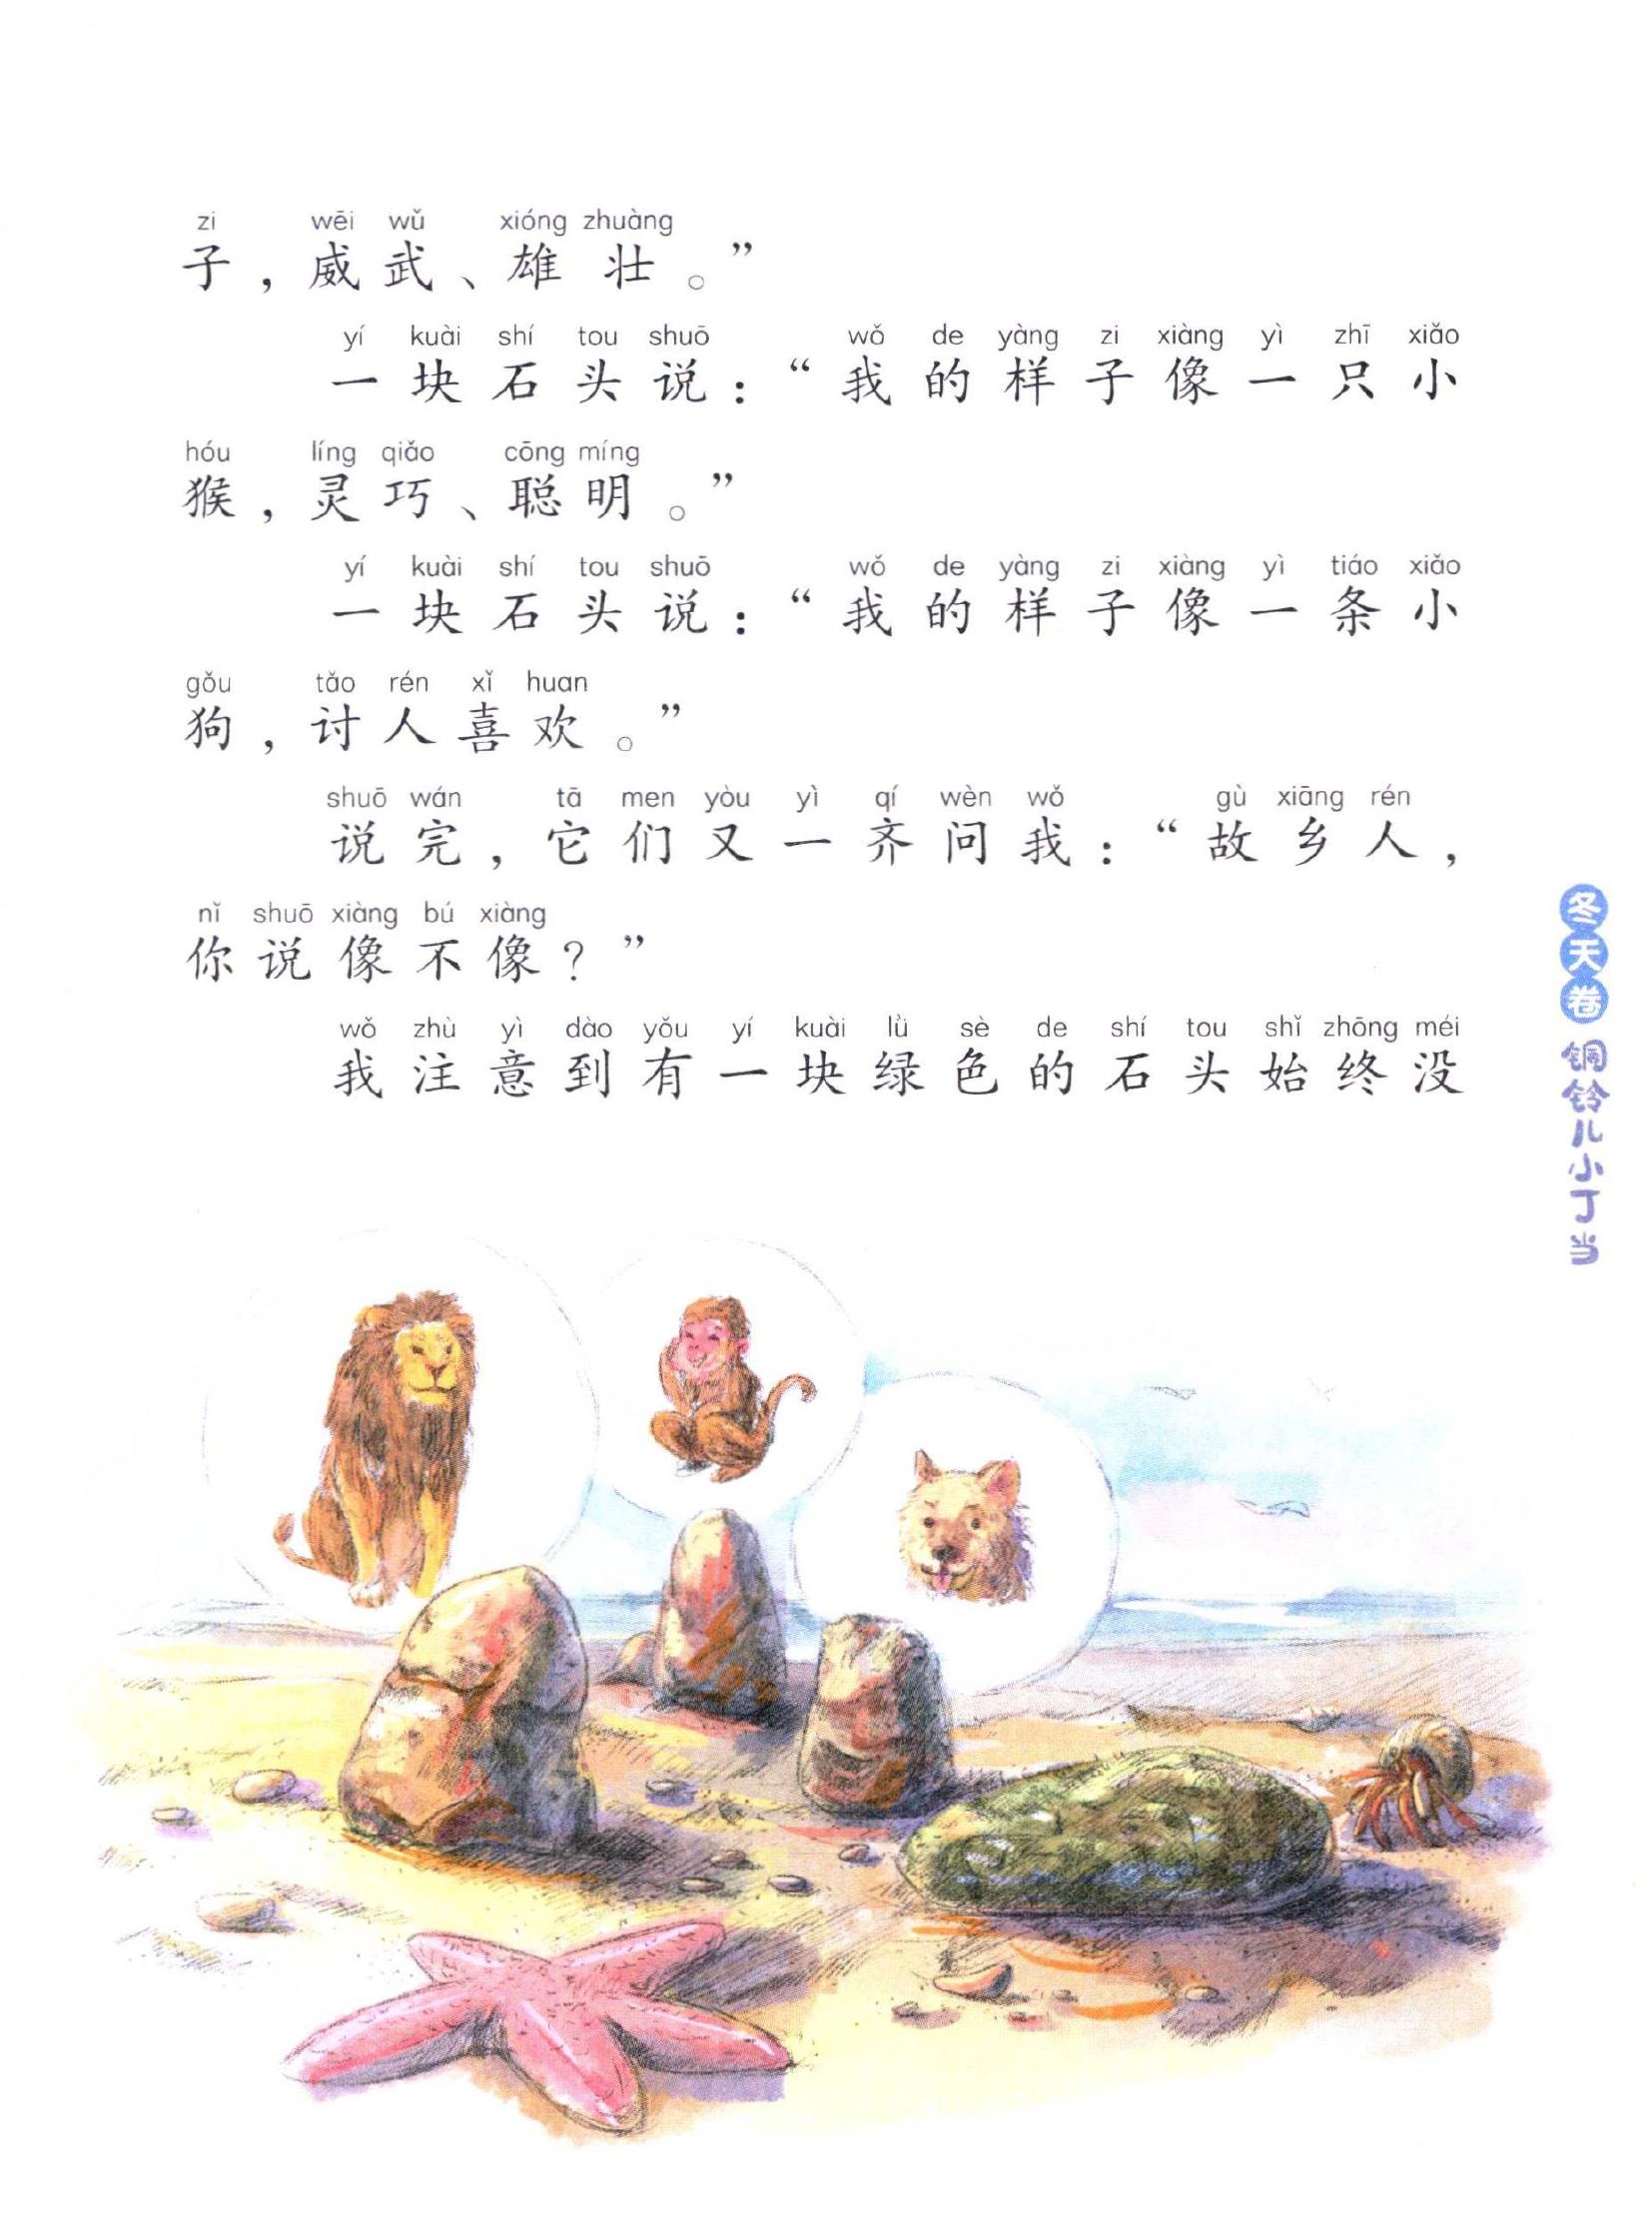 zi wēi wǔ xióng zhuàng
子，威武、雄壮。”
yí kuài shí tou shuō wǒ de yàng zi xiàng yì zhī xiǎo
一块石头说：“我的样子像一只小
hóu líng qiǎo cōng míng
猴，灵巧、聪明。”
yí kuài shí tou shuō wǒ de yàng zi xiàng yì tiáo xiǎo
一块石头说：“我的样子像一条小
gǒu tǎo rén xǐ huan
狗，讨人喜欢。”
shuō wán tā men yòu yì qí wèn wǒ gù xiāng rén
说完，它们又一齐问我：“故乡人，
nǐ shuō xiàng bú xiàng
你说像不像？”
wǒ zhù yì dào yǒu yí kuài lǜ sè de shí tou shǐ zhōng méi
我注意到有一块绿色的石头始终没
冬天卷 铜铃儿小丁当